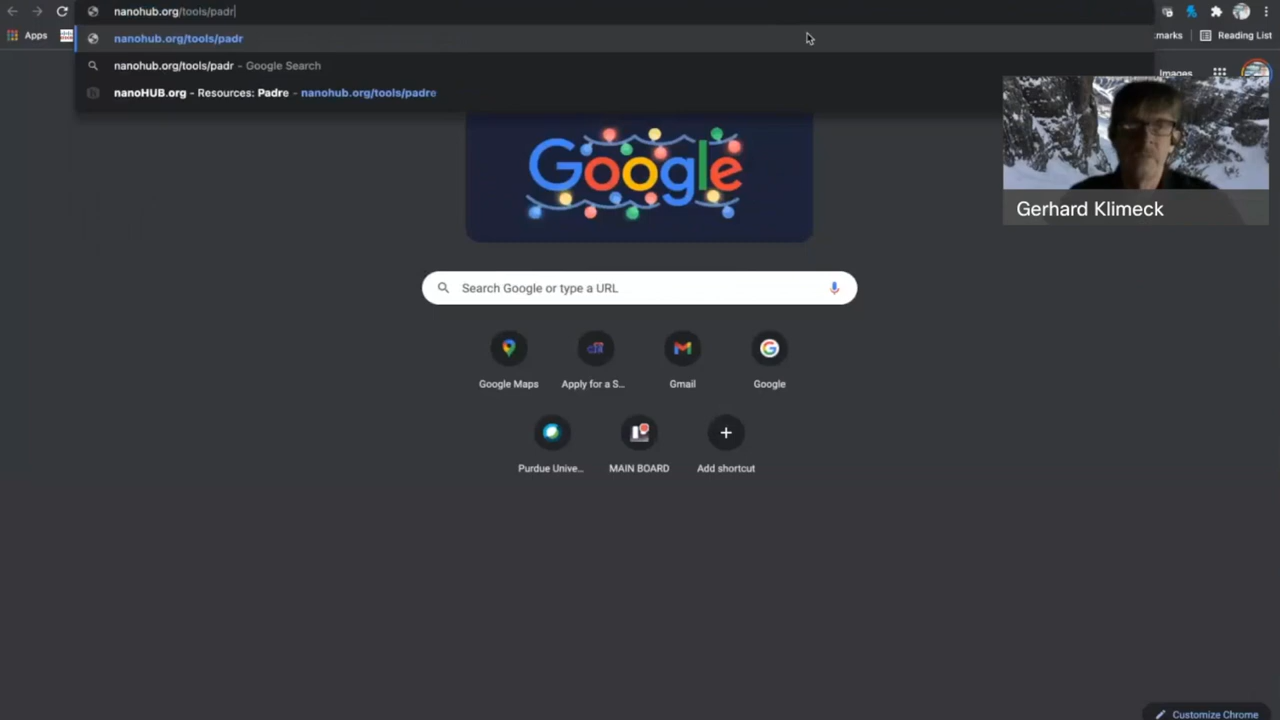 nanohub.org/tools/padr
Apps
marks
Reading List
nanohub.org/tools/padr
nanohub.org/tools/padr - Google Search
nanoHUB.org - Resources: Padre - nanohub.org/tools/padre
Images
Google
Gerhard Klimeck
Search Google or type a URL
Google Maps
Apply for a S...
Gmail
Google
Purdue Unive...
MAIN BOARD
Add shortcut
Customize Chrome